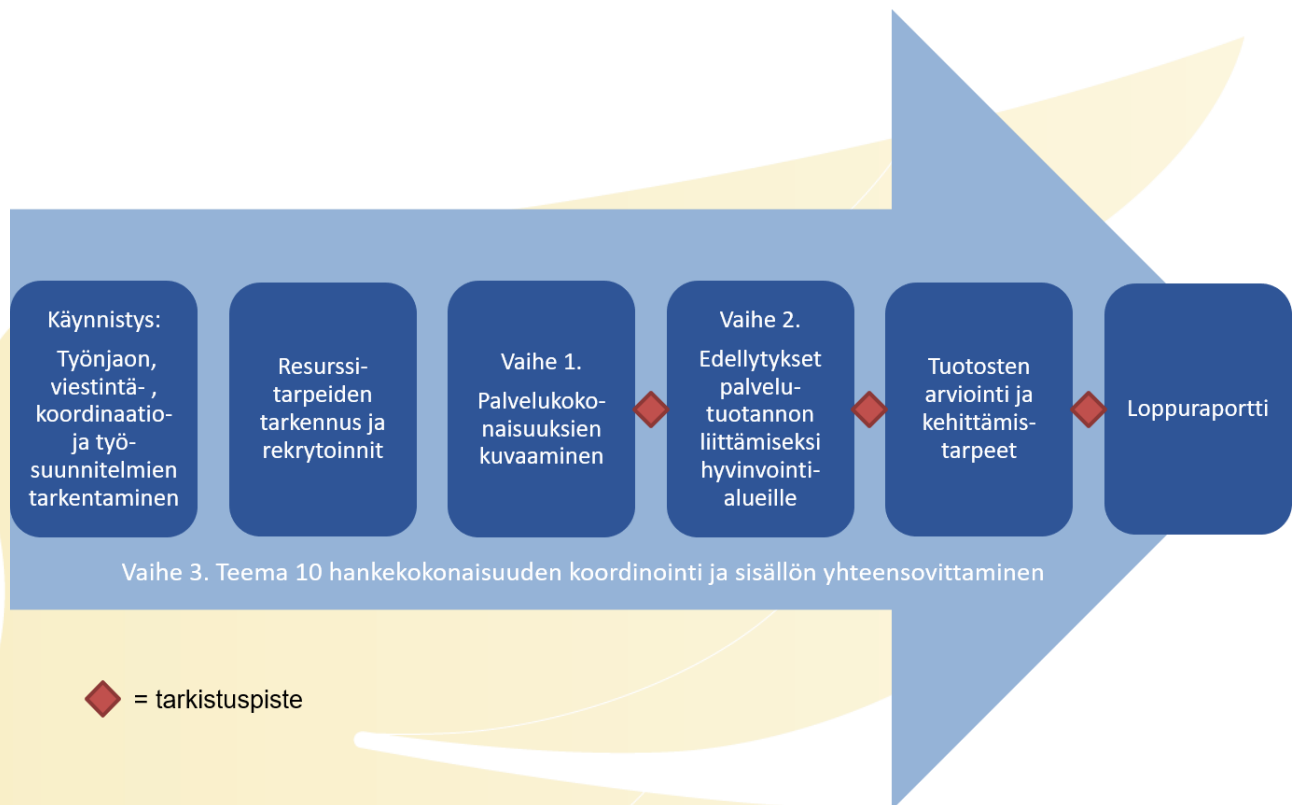 Käynnistys:
Työnjaon,
viestintä- ,
koordinaatio-
ja työ-
suunnitelmien
tarkentaminen
Resurssi-
tarpeiden
tarkennus ja
rekrytoinnit
Vaihe 1.
Palvelukoko-
naisuuksien
kuvaaminen
Vaihe 2.
Edellytykset
palvelu-
tuotannon
liittämiseksi
hyvinvointi-
alueille
Tuotosten
arviointi ja
kehittämis-
tarpeet
Loppuraportti
Vaihe 3. Teema 10 hankekokonaisuuden koordinointi ja sisällön yhteensovittaminen
= tarkistuspiste